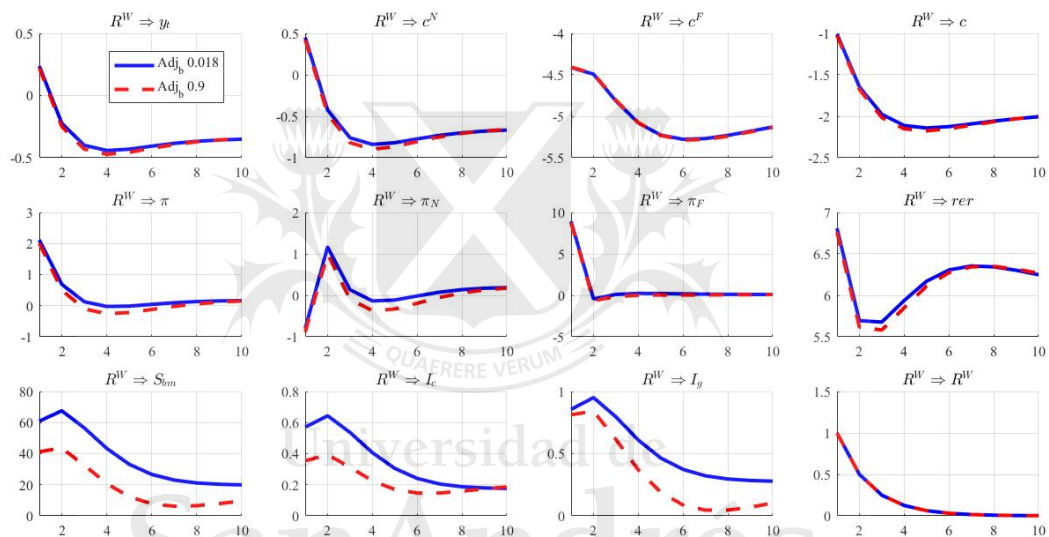 R^W ⇒ y_t
R^W ⇒ c^N
R^W ⇒ c^F
R^W ⇒ c
0.5
0
-0.5
2 4 6 8 10
Adj_b 0.018
Adj_b 0.9
0.5
0
-0.5
-1
2 4 6 8 10
-4
-4.5
-5
-5.5
2 4 6 8 10
-1
-1.5
-2
-2.5
2 4 6 8 10
R^W ⇒ π
R^W ⇒ π_N
R^W ⇒ π_F
R^W ⇒ rer
3
2
1
0
-1
2 4 6 8 10
2
1
0
-1
2 4 6 8 10
10
5
0
-5
2 4 6 8 10
7
6.5
6
5.5
2 4 6 8 10
QUAERERE VERUM
R^W ⇒ S_{bm}
R^W ⇒ I_c
R^W ⇒ I_g
R^W ⇒ R^W
80
60
40
20
0
2 4 6 8 10
0.8
0.6
0.4
0.2
0
2 4 6 8 10
1
0.5
0
2 4 6 8 10
1.5
1
0.5
0
2 4 6 8 10
Universidad de
SanAndrés